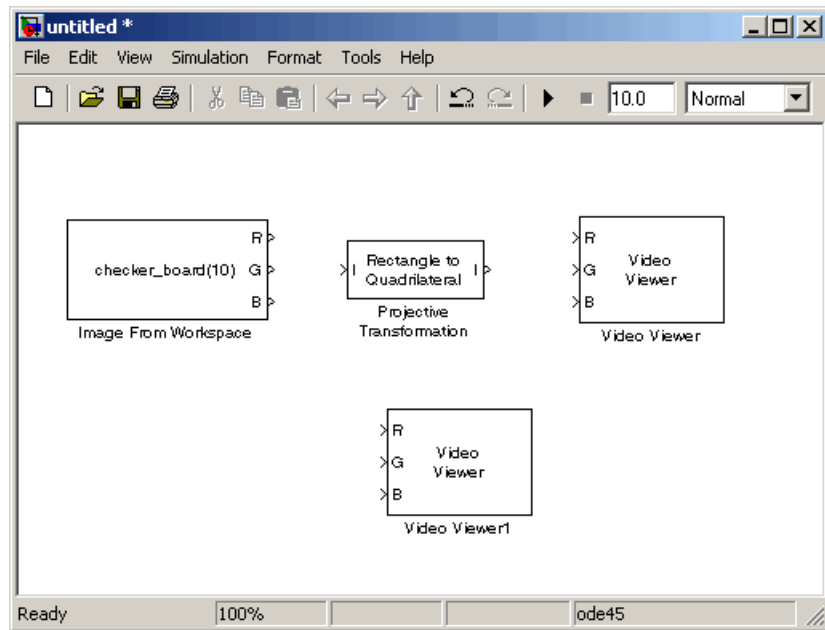 untitled *
File Edit View Simulation Format Tools Help
10.0 Normal
R
checker_board(10) G
B
Image From Workspace
I Rectangle to Quadrilateral I
Projective
Transformation
R
G
B
Video
Viewer
Video Viewer
R
G
B
Video
Viewer
Video Viewer1
Ready 100% ode45